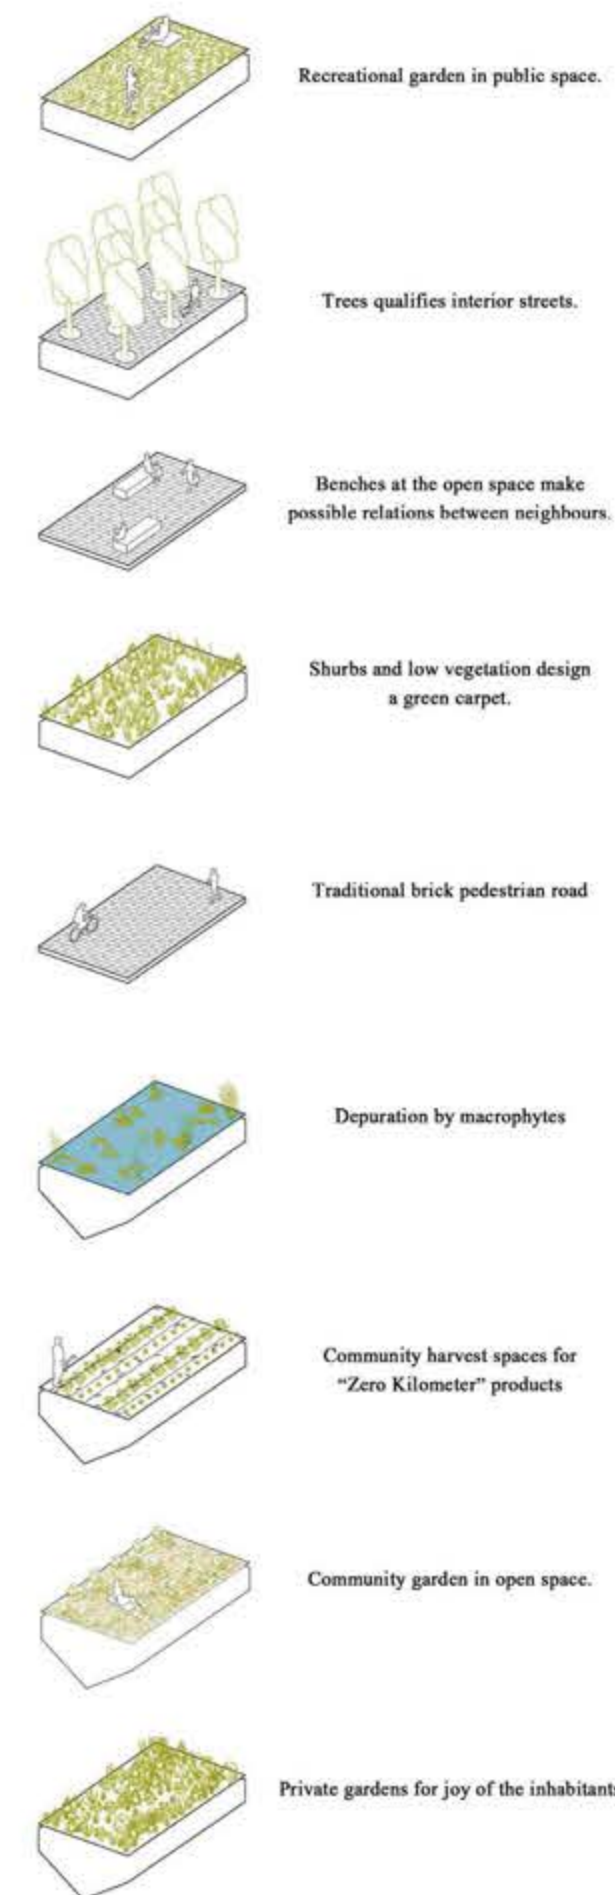 Recreational garden in public space.
Trees qualifies interior streets.
Benches at the open space make
possible relations between neighbours.
Shurbs and low vegetation design
a green carpet.
Traditional brick pedestrian road
Depuration by macrophytes
Community harvest spaces for
“Zero Kilometer” products
Community garden in open space.
Private gardens for joy of the inhabitants